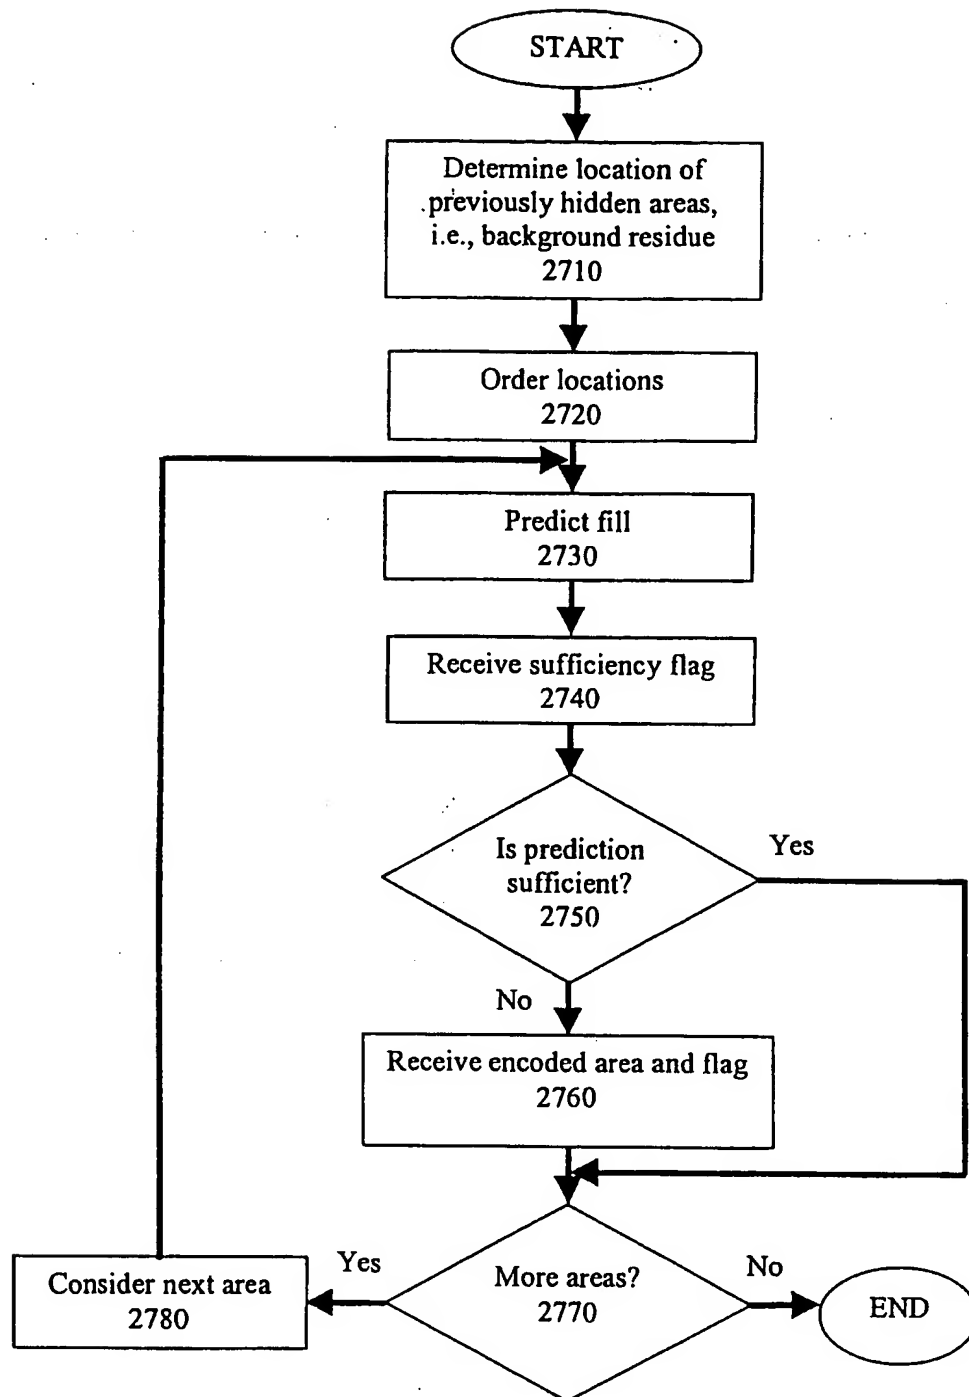 START
Determine location of
previously hidden areas,
i.e., background residue
2710
Order locations
2720
Predict fill
2730
Receive sufficiency flag
2740
Is prediction
sufficient?
2750
Yes
No
Receive encoded area and flag
2760
More areas?
2770
Yes
No
Consider next area
2780
END